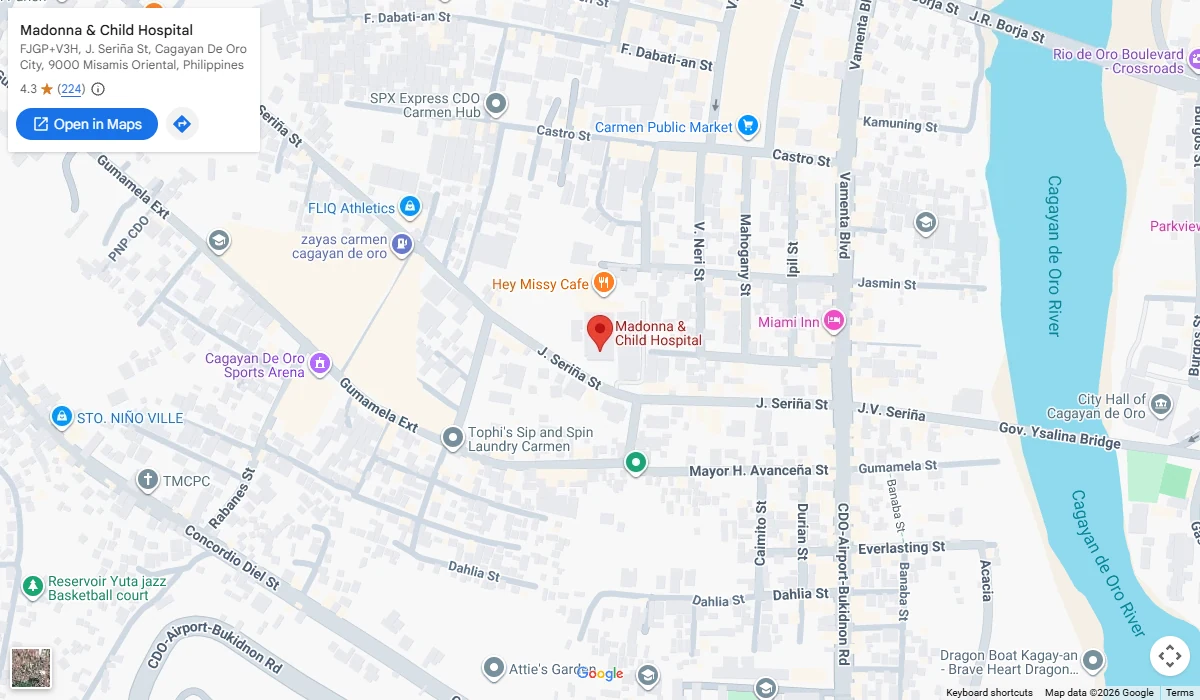 Madonna & Child Hospital
FJGP+V3H, J. Seriña St, Cagayan De Oro
City, 9000 Misamis Oriental, Philippines
4.3
(224)
Open in Maps
F. Dabati-an St
F. Dabati-an St
J.R. Borja St
Vamenta Bl
Rio de Oro Boulevard
- Crossroads
SPX Express CDO
Carmen Hub
Seriña St
Castro St
Carmen Public Market
Kamuning St
Castro St
Burgos St
Gumamela Ext
PNP CDO
FLIQ Athletics
zayas carmen
cagayan de oro
V. Neri St
Mahogany St
Ipil St
Vamenta Blvd
Cagayan de Oro River
Parkview
Hey Missy Cafe
Jasmin St
Miami Inn
Madonna &
Child Hospital
J. Seriña St
Burgos St
Cagayan De Oro
Sports Arena
Gumamela Ext
J. Seriña St
J.V. Seriña
City Hall of
Cagayan de Oro
Gov. Ysalina Bridge
STO. NIÑO VILLE
Tophi's Sip and Spin
Laundry Carmen
TMCPC
Rabanes St
Mayor H. Avanceña St
Gumamela St
Banaba St
Caimito St
Durian St
CDO-Airport-Bukidnon Rd
Cagayan de Oro River
Concordio Diel St
Everlasting St
Banaba St
Acacia
Dahlia St
Reservoir Yuta jazz
Basketball court
Dahlia St
Dahlia St
CDO-Airport-Bukidnon Rd
Attie's Garden
Google
Dragon Boat Kagay-an
- Brave Heart Dragon...
Keyboard shortcuts
Map data ©2026 Google
Terms